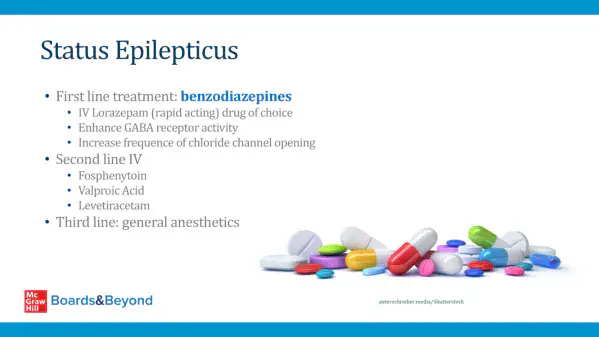 Status Epilepticus
• First line treatment: benzodiazepines
• IV Lorazepam (rapid acting) drug of choice
• Enhance GABA receptor activity
• Increase frequency of chloride channel opening
• Second line IV
• Fosphenytoin
• Valproic Acid
• Levetiracetam
• Third line: general anesthetics
Mc
Graw
Hill
Boards&Beyond
peterschreiber.media/Shutterstock